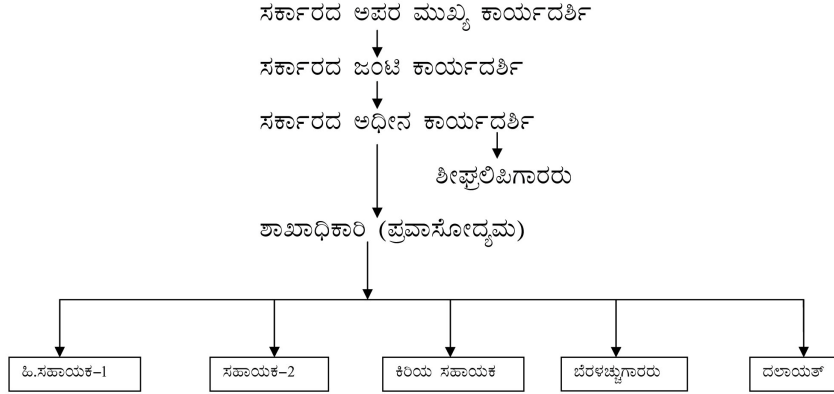 ಸರ್ಕಾರದ ಅಪರ ಮುಖ್ಯ ಕಾರ್ಯದರ್ಶಿ
ಸರ್ಕಾರದ ಜಂಟಿ ಕಾರ್ಯದರ್ಶಿ
ಸರ್ಕಾರದ ಅಧೀನ ಕಾರ್ಯದರ್ಶಿ
ಶೀಘ್ರಲಿಪಿಗಾರರು
ಶಾಖಾಧಿಕಾರಿ (ಪ್ರವಾಸೋದ್ಯಮ)
ಹಿ.ಸಹಾಯಕ-1
ಸಹಾಯಕ-2
ಕಿರಿಯ ಸಹಾಯಕ
ಬೆರಳಚ್ಚುಗಾರರು
ದಲಾಯತ್